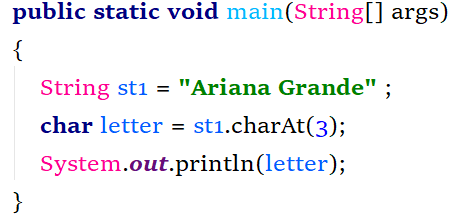 public static void main(String[] args)
{
String st1 = "Ariana Grande" ;
char letter = st1.charAt(3);
System.out.println(letter);
}